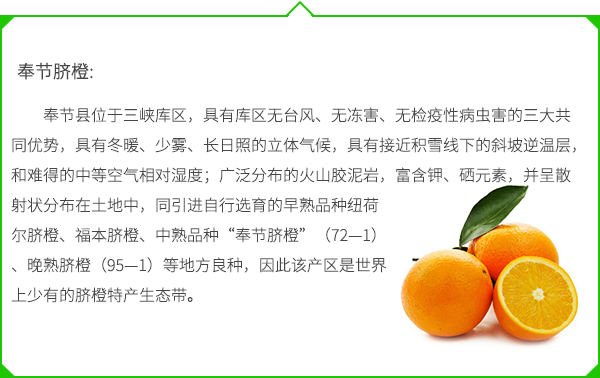 奉节脐橙:
奉节县位于三峡库区，具有库区无台风、无冻害、无检疫性病虫害的三大共
同优势，具有冬暖、少雾、长日照的立体气候，具有接近积雪线下的斜坡逆温层，
和难得的中等空气相对湿度；广泛分布的火山胶泥岩，富含钾、硒元素，并呈散
射状分布在土地中，同引进自行选育的早熟品种纽荷
尔脐橙、福本脐橙、中熟品种“奉节脐橙”（72—1）
、晚熟脐橙（95—1）等地方良种，因此该产区是世界
上少有的脐橙特产生态带。